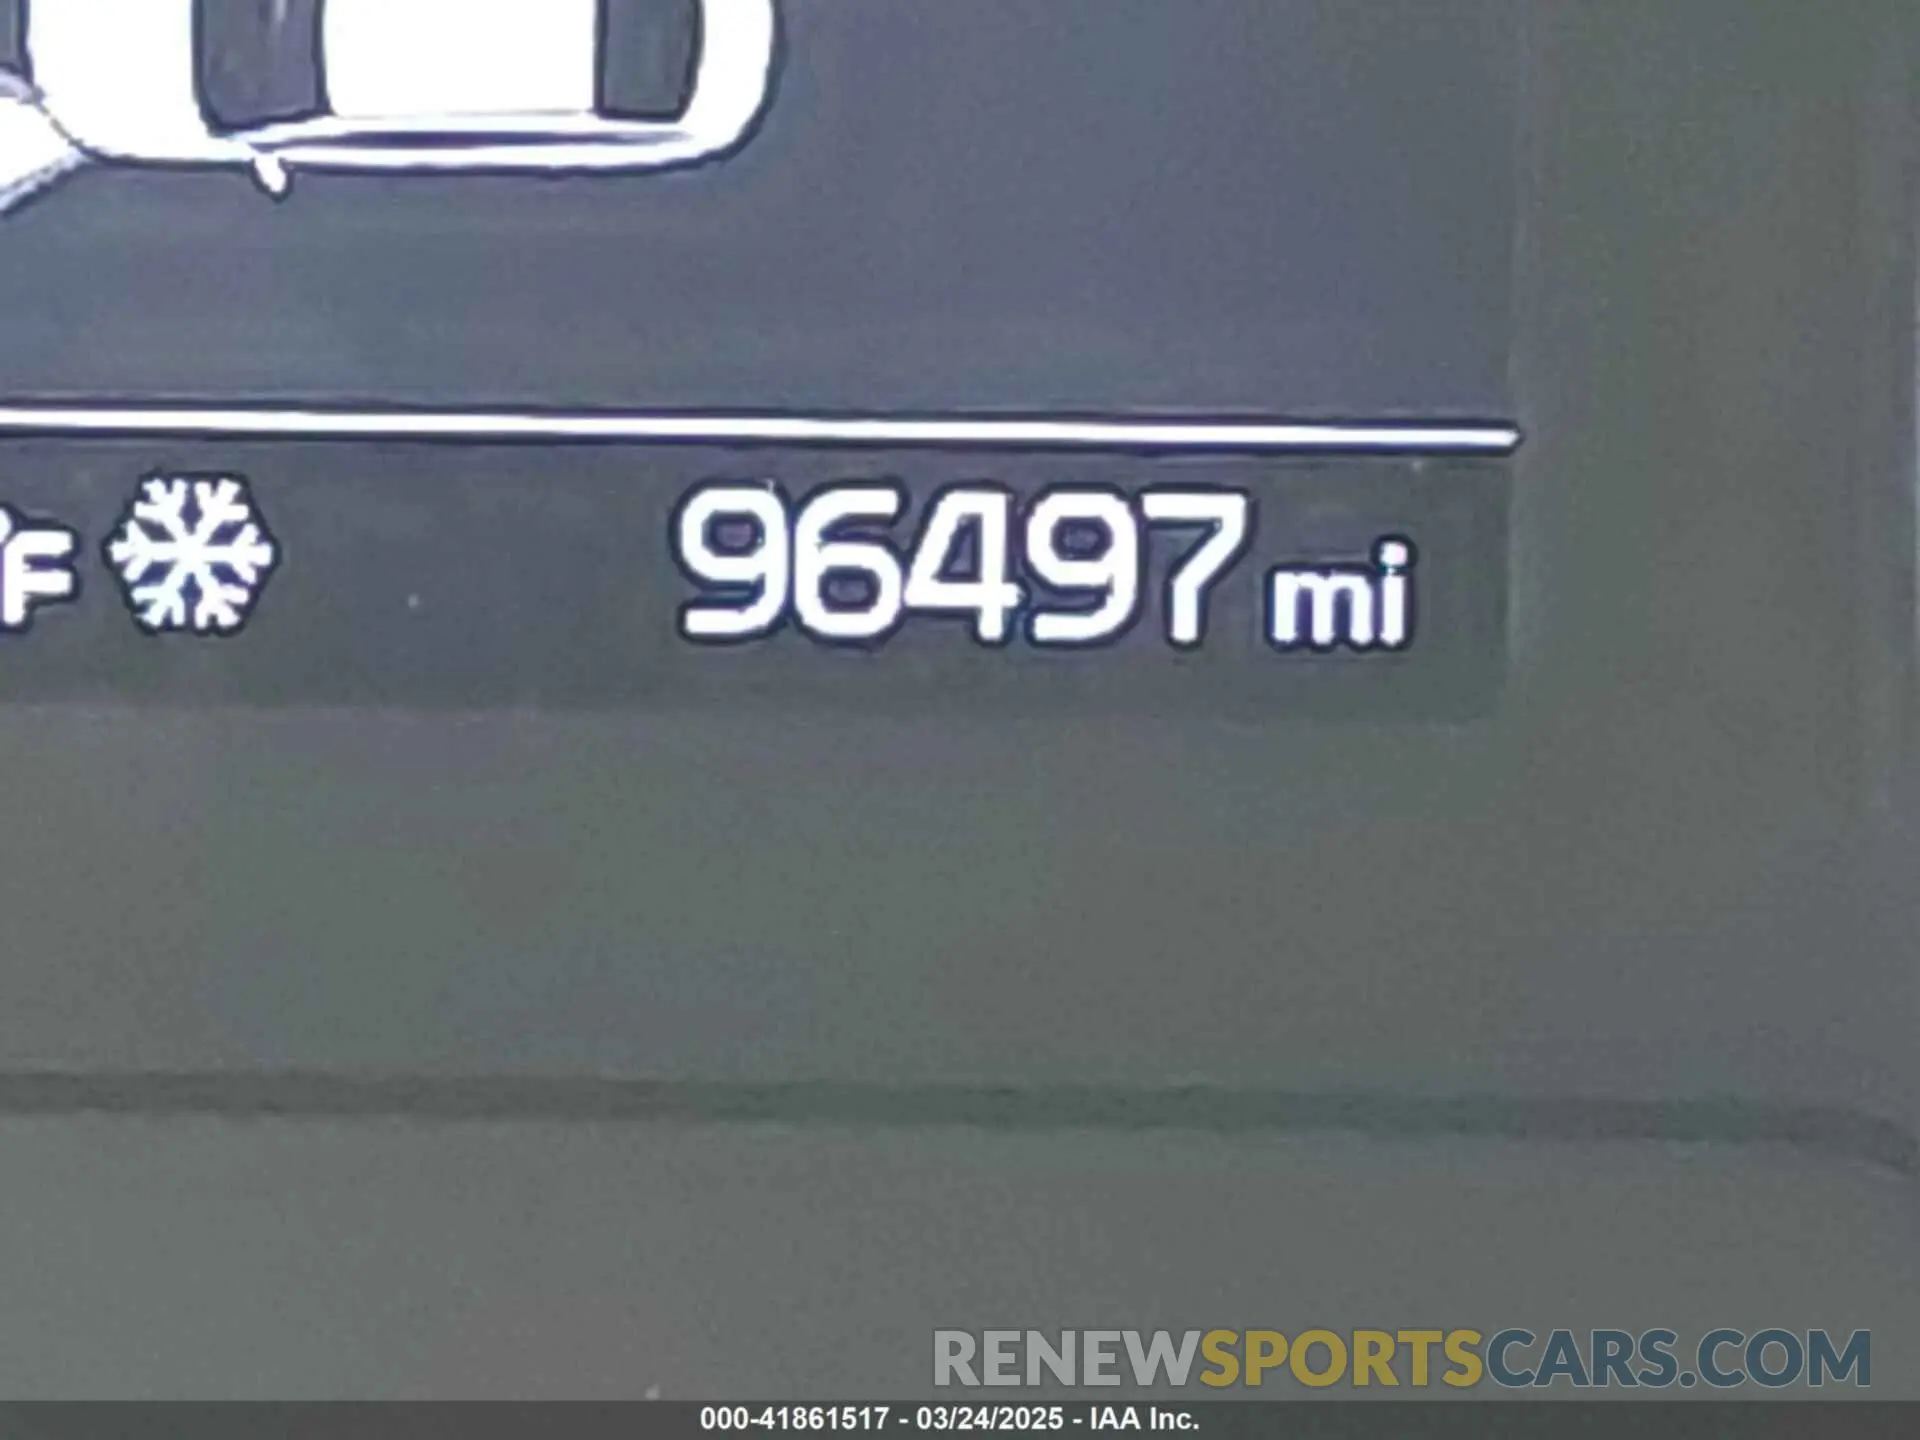 °F 96497 mi
RENEWSPORTSCARS.COM
000-41861517 - 03/24/2025 - IAA Inc.